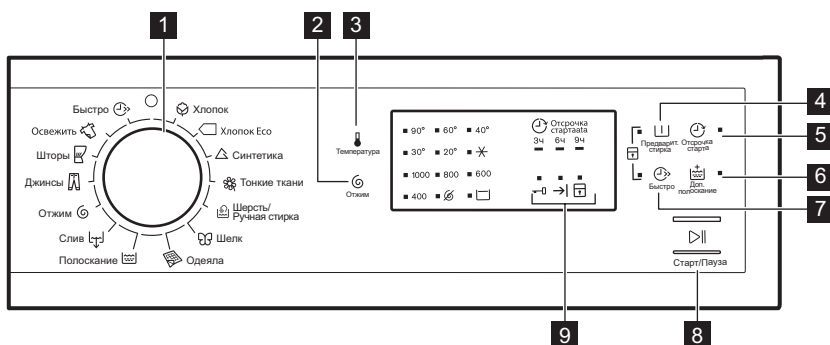 1
2
3
4
5
6
7
8
9
Быстро
Освежить
Шторы
Джинсы
Отжим
Слив
Полоскание
Хлопок
Хлопок Eco
Синтетика
Тонкие ткани
Шерсть/
Ручная стирка
Шелк
Одеяла
Температура
Отжим
90° 60° 40°
30° 20°
1000 800 600
400
Отсрочка
стартааta
3ч 6ч 9ч
Предварит.
стирка
Отсрочка
старта
Быстро
+
Доп.
полоскание
Старт/Пауза